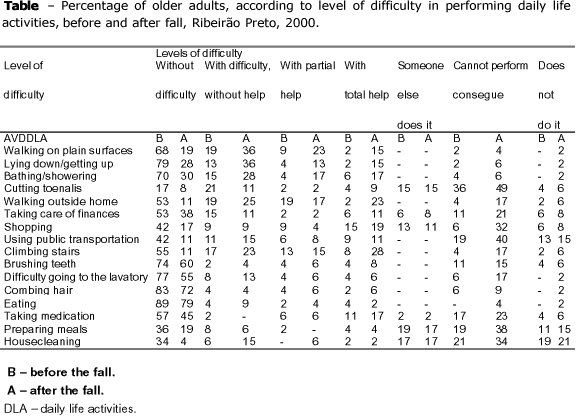 Table – Percentage of older adults, according to level of difficulty in performing daily life
activities, before and after fall, Ribeirão Preto, 2000.
Levels of difficulty
Level of Without With difficulty, With partial With Someone Cannot perform Does
difficulty difficulty without help help total help else consegue not
does it do it
AVDDLA B A B A B A B A B A B A B A
Walking on plain surfaces 68 19 19 36 9 23 2 15 - - 2 4 - 2
Lying down/getting up 79 28 13 36 4 13 2 15 - - 2 6 - 2
Bathing/showering 70 30 15 28 4 17 6 17 - - 4 6 - 2
Cutting toenalis 17 8 21 11 2 2 4 9 15 15 36 49 4 6
Walking outside home 53 11 19 25 19 17 2 23 - - 4 17 2 6
Taking care of finances 53 38 15 11 2 2 6 11 6 8 11 21 6 8
Shopping 42 17 9 9 9 4 15 19 13 11 6 32 6 8
Using public transportation 42 11 11 15 6 8 9 11 - - 19 40 13 15
Climbing stairs 55 11 17 23 13 15 8 28 - - 4 17 2 6
Brushing teeth 74 60 2 4 4 6 4 8 - - 11 15 4 6
Difficulty going to the lavatory 77 55 8 13 4 6 4 6 - - 6 17 - 2
Combing hair 83 72 4 4 4 6 2 6 - - 6 9 - 2
Eating 89 79 4 9 2 4 4 2 - - - 4 - 2
Taking medication 57 45 2 - 6 6 11 17 2 2 17 23 4 6
Preparing meals 36 19 8 6 2 - 4 4 19 17 19 38 11 15
Housecleaning 34 4 6 15 - 6 2 2 17 17 21 34 19 21
B – before the fall.
A – after the fall.
DLA – daily life activities.